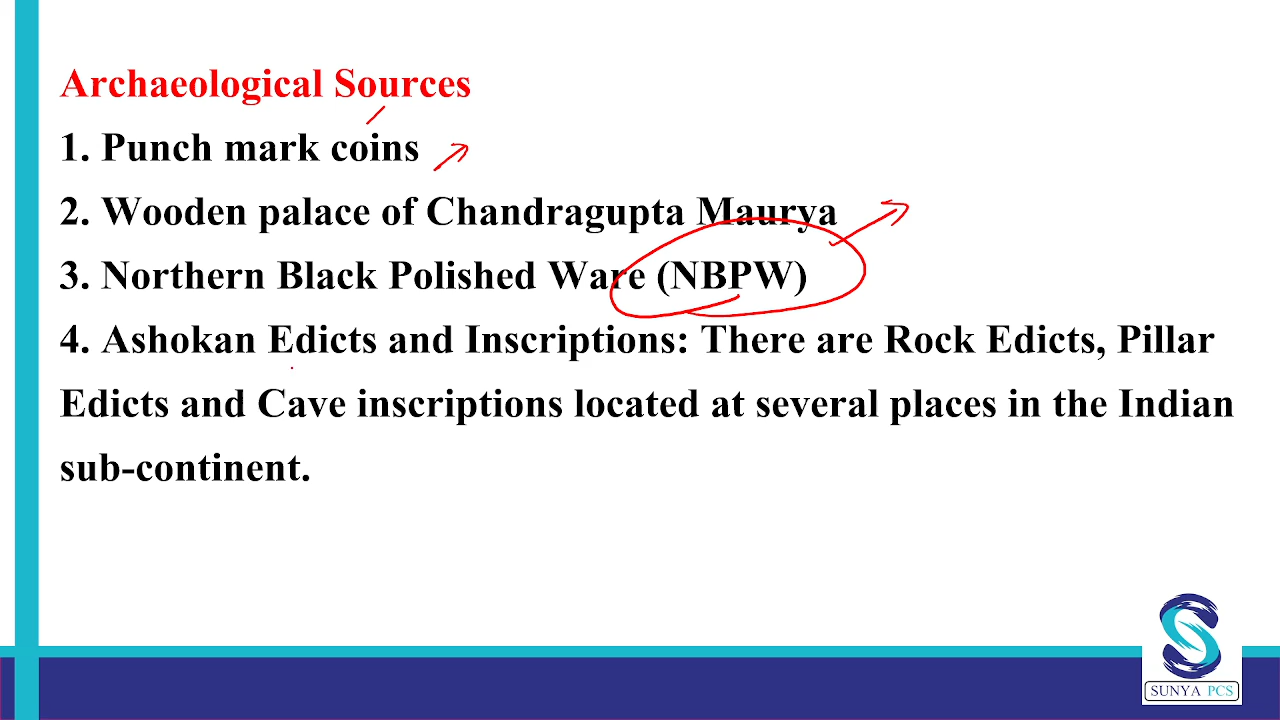 Archaeological Sources
1. Punch mark coins
2. Wooden palace of Chandragupta Maurya
3. Northern Black Polished Ware (NBPW)
4. Ashokan Edicts and Inscriptions: There are Rock Edicts, Pillar
Edicts and Cave inscriptions located at several places in the Indian
sub-continent.
SUNYA PCS